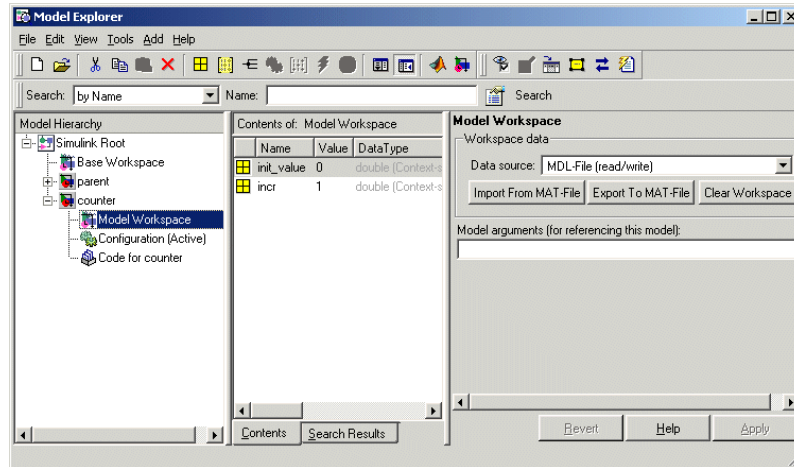 Model Explorer
File Edit View Tools Add Help
Search: by Name Name: Search
Model Hierarchy
Simulink Root
Base Workspace
parent
counter
Model Workspace
Configuration (Active)
Code for counter
Contents of: Model Workspace
Name Value DataType
init_value 0 double (Context-s
incr 1 double (Context-s
Contents Search Results
Model Workspace
Workspace data
Data source: MDL-File (read/write)
Import From MAT-File Export To MAT-File Clear Workspace
Model arguments (for referencing this model):
Revert Help Apply